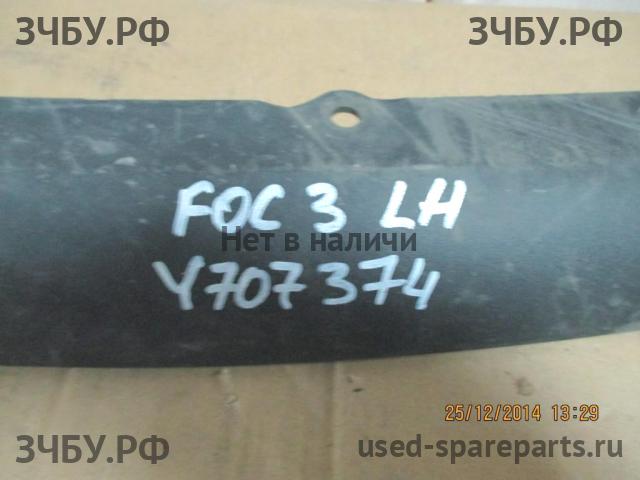 ЗЧБУ.РФ ЗЧБУ.РФ
FOC 3 LH
Нет в наличии
Y707374
25/12/2014 13:29
ЗЧБУ.РФ used-spareparts.ru